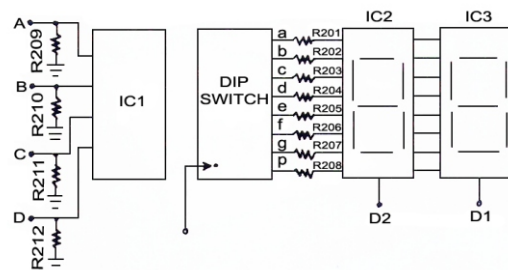 IC2 IC3
A
R209
B
R210
C
R211
D
R212
IC1
DIP
SWITCH
a R201
b R202
c R203
d R204
e R205
f R206
g R207
p R208
D2 D1